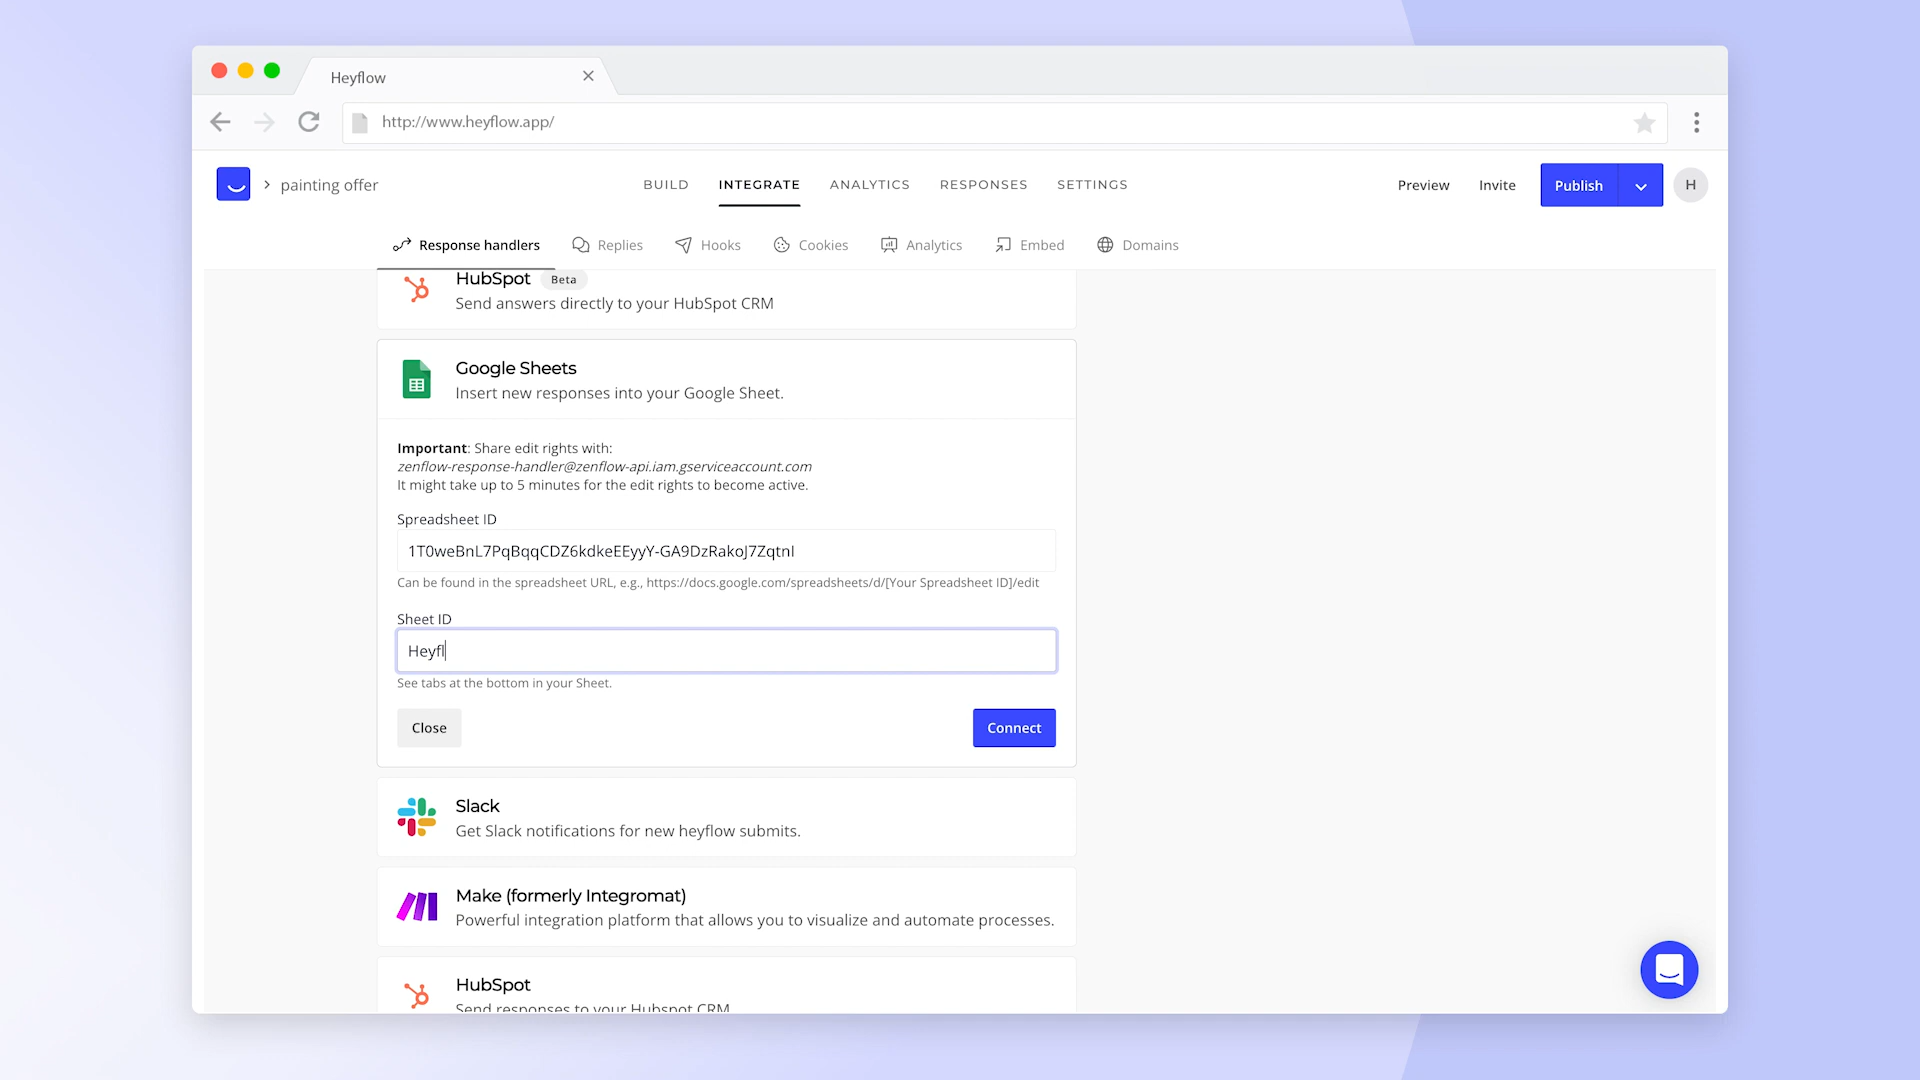 Heyflow
http://www.heyflow.app/
painting offer
BUILD
INTEGRATE
ANALYTICS
RESPONSES
SETTINGS
Preview
Invite
Publish
H
Response handlers
Replies
Hooks
Cookies
Analytics
Embed
Domains
HubSpot Beta
Send answers directly to your HubSpot CRM
Google Sheets
Insert new responses into your Google Sheet.
Important: Share edit rights with:
zenflow-response-handler@zenflow-api.iam.gserviceaccount.com
It might take up to 5 minutes for the edit rights to become active.
Spreadsheet ID
1T0weBnL7PqBqqCDZ6kdkeEEyyY-GA9DzRakoJ7ZqtnI
Can be found in the spreadsheet URL, e.g., https://docs.google.com/spreadsheets/d/[Your Spreadsheet ID]/edit
Sheet ID
Heyfl
See tabs at the bottom in your Sheet.
Close
Connect
Slack
Get Slack notifications for new heyflow submits.
Make (formerly Integromat)
Powerful integration platform that allows you to visualize and automate processes.
HubSpot
Send responses to your Hubspot CRM